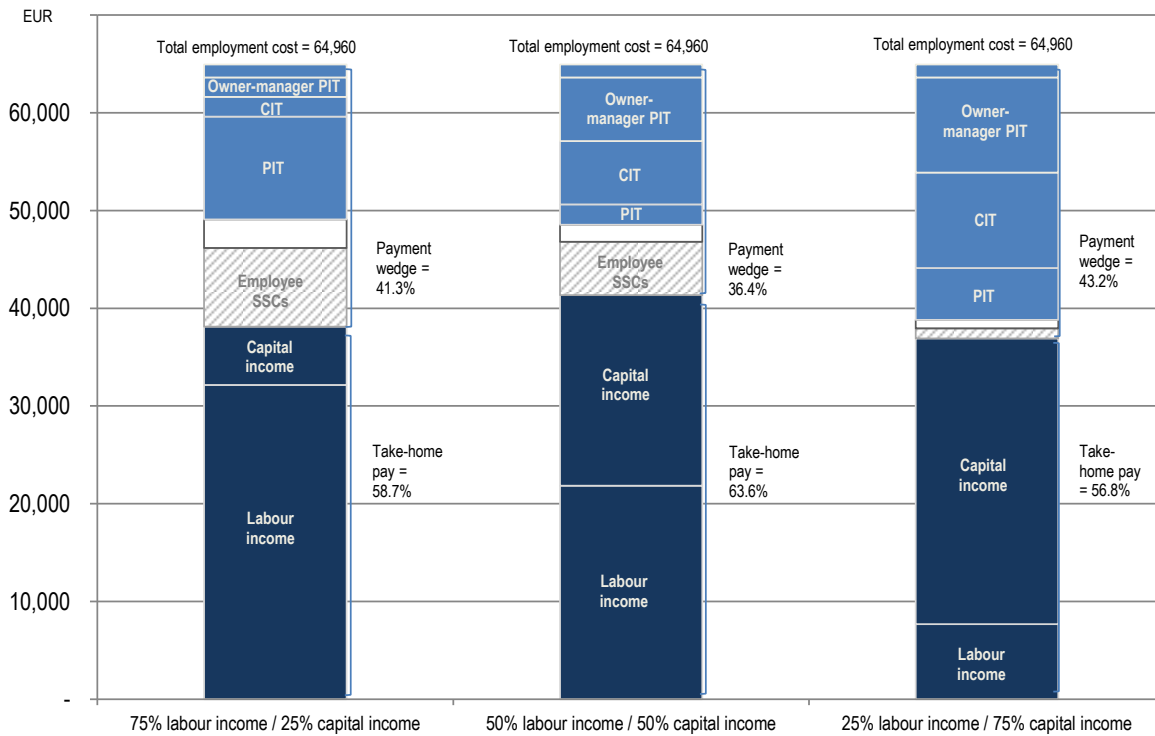 EUR
Total employment cost = 64,960
Total employment cost = 64,960
Total employment cost = 64,960
60,000
50,000
40,000
30,000
20,000
10,000
-
Owner-manager PIT
CIT
PIT
Employee
SSCs
Capital
income
Labour
income
Payment
wedge =
41.3%
Take-home
pay =
58.7%
Owner-
manager PIT
CIT
PIT
Employee
SSCs
Capital
income
Labour
income
Payment
wedge =
36.4%
Take-home
pay =
63.6%
Owner-
manager PIT
CIT
PIT
Capital
income
Labour
income
Payment
wedge =
43.2%
Take-
home pay
= 56.8%
75% labour income / 25% capital income
50% labour income / 50% capital income
25% labour income / 75% capital income